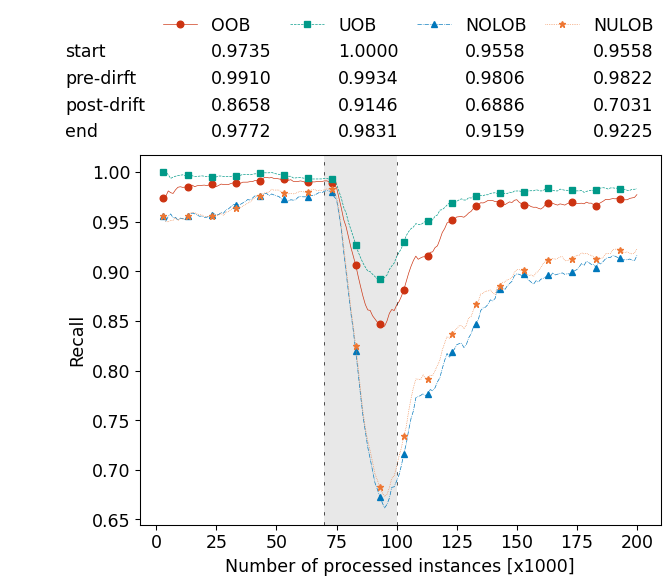 OOB UOB NOLOB NULOB
start 0.9735 1.0000 0.9558 0.9558
pre-dirft 0.9910 0.9934 0.9806 0.9822
post-drift 0.8658 0.9146 0.6886 0.7031
end 0.9772 0.9831 0.9159 0.9225
1.00
0.95
0.90
0.85
0.80
0.75
0.70
0.65
Recall
0 25 50 75 100 125 150 175 200
Number of processed instances [x1000]